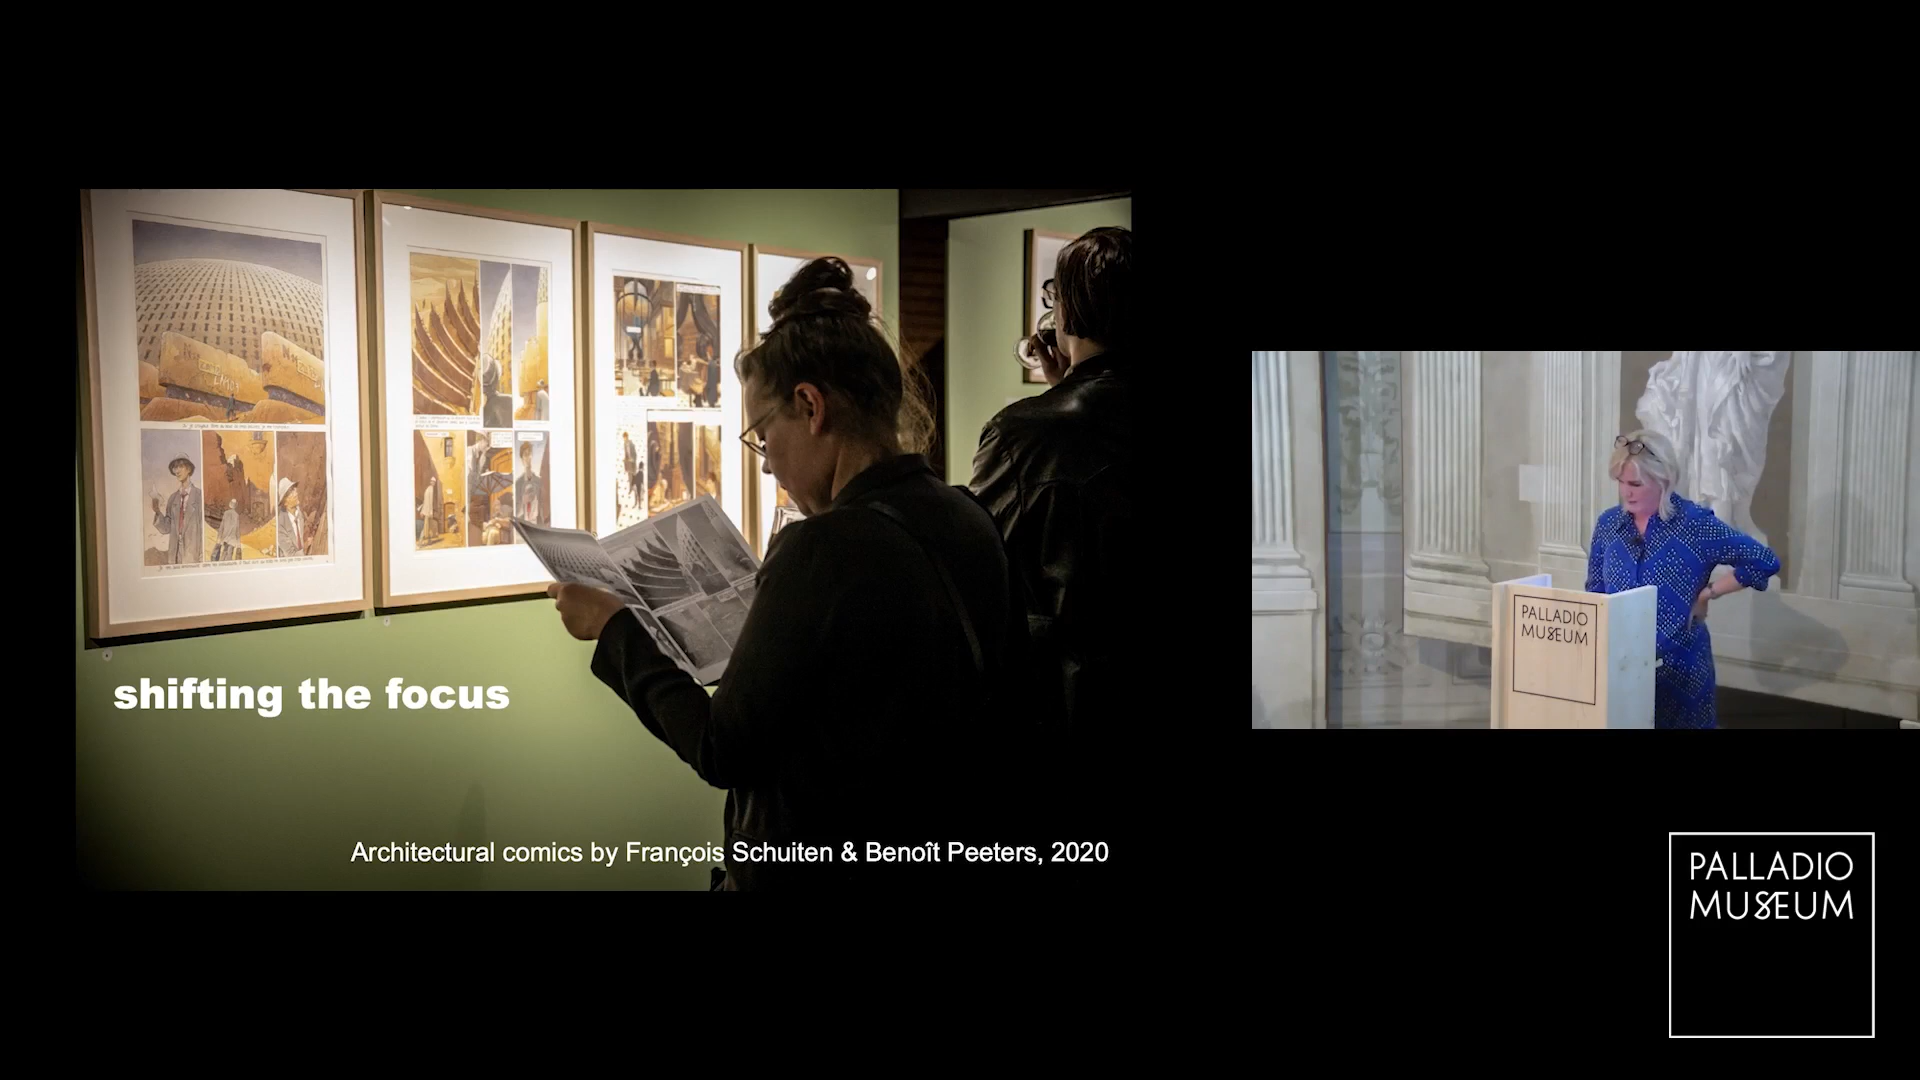 shifting the focus
Architectural comics by François Schuiten & Benoît Peeters, 2020
PALLADIO
MUSEUM
PALLADIO
MUSEUM